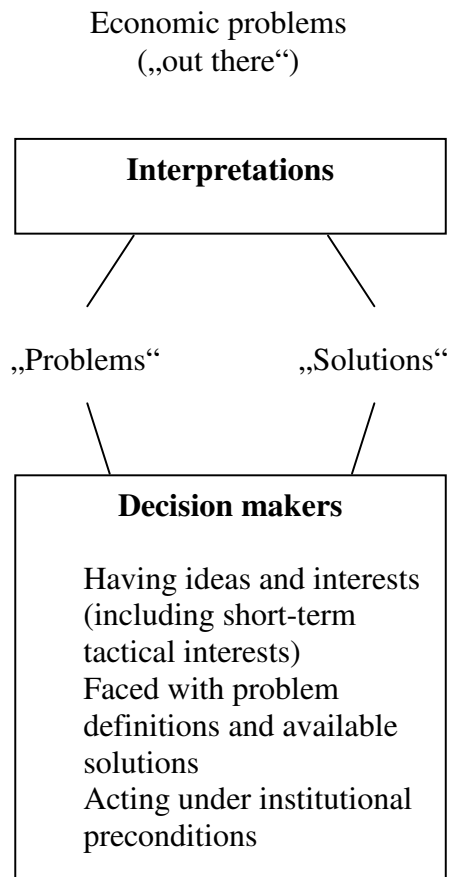 Economic problems
(„out there“)
Interpretations
„Problems“ „Solutions“
Decision makers
Having ideas and interests
(including short-term
tactical interests)
Faced with problem
definitions and available
solutions
Acting under institutional
preconditions